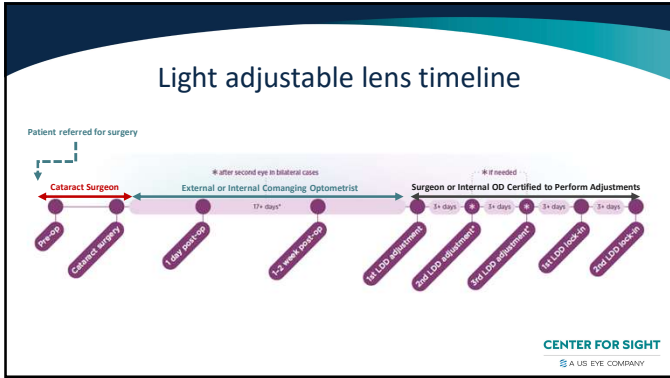 Light adjustable lens timeline
Patient referred for surgery
* after second eye in bilateral cases
* If needed
Cataract Surgeon
External or Internal Comanging Optometrist
Surgeon or Internal OD Certified to Perform Adjustments
17+ days*
3+ days
3+ days
3+ days
3+ days
*
*
Pre-op
Cataract surgery
1 day post-op
1-2 week post-op
1st LDD adjustment
2nd LDD adjustment*
3rd LDD adjustment*
1st LDD lock-in
2nd LDD lock-in
CENTER FOR SIGHT
A US EYE COMPANY